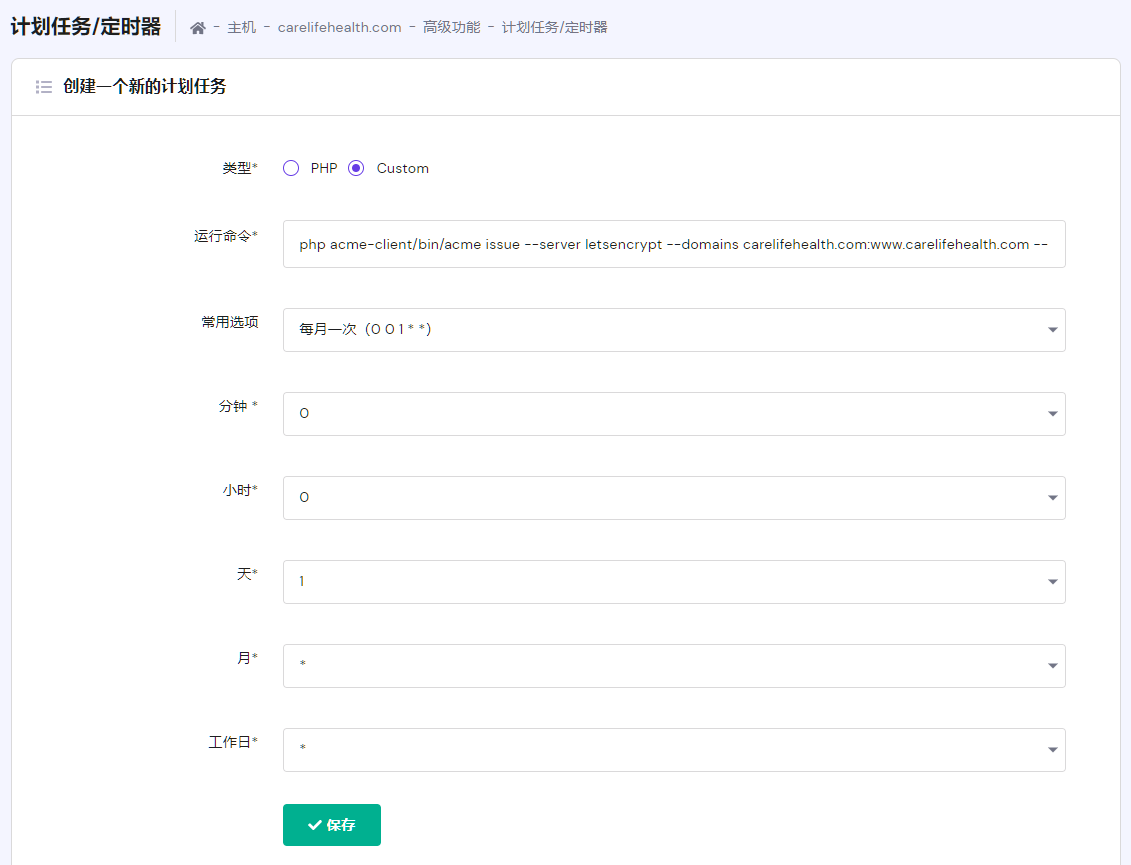 计划任务/定时器 - 主机 - carelifehealth.com - 高级功能 - 计划任务/定时器
创建一个新的计划任务
类型* PHP Custom
运行命令* php acme-client/bin/acme issue --server letsencrypt --domains carelifehealth.com:www.carelifehealth.com --
常用选项 每月一次（0 0 1 * *）
分钟 * 0
小时* 0
天* 1
月* *
工作日* *
保存